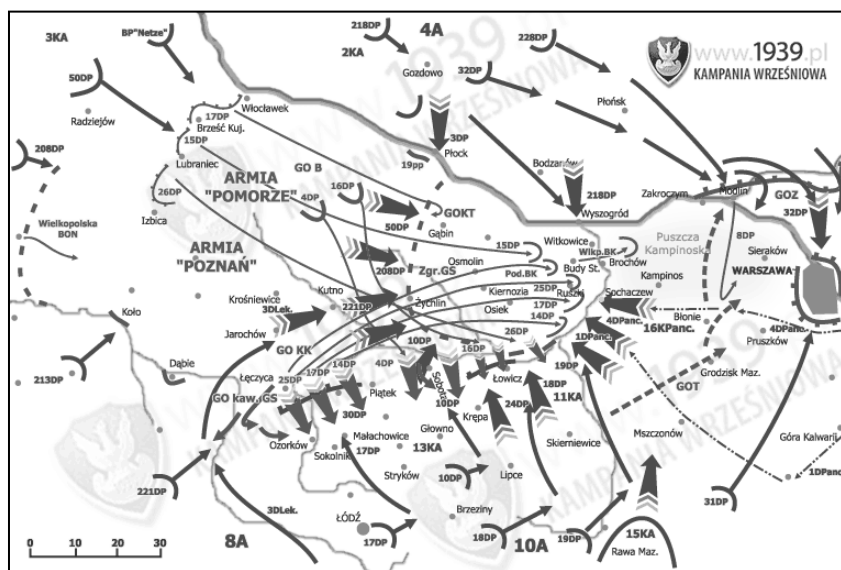 3KA
BP"Netze"
218DP
4A
2KA
228DP
www.1939.pl
KAMPANIA WRZEŚNIOWA
Gozdowo
32DP
50DP
Radziejów
Włocławek
17DP
Brześć Kuj.
Płońsk
15DP
3DP
208DP
Lubraniec
19pp
Płock
Bodzanów
ARMIA
"POMORZE"
GO B
16DP
4DP
218DP
Zakroczym
Modlin
GOZ
32DP
26DP
Izbica
Wyszogród
GOKT
Gąbin
Wielkopolska
BON
50DP
15DP
Witkowice
Wlkp.BK
Puszcza
Kampinoska
8DP
Sieraków
ARMIA
"POZNAŃ"
208DP
Zgr.GS
Osmolin
Pod.BK
Budy St.
Brochów
Kampinos
WARSZAWA
Kutno
Kiernozia
25DP
Ruszki
Sochaczew
Krośniewice
3DLek.
221DP
Żychlin
Osiek
17DP
14DP
Koło
Jarochów
26DP
4DPanc.
16KPanc.
Błonie
4DPanc.
Pruszków
GO KK
10DP
16DP
1DPanc.
Dąbie
213DP
Łęczyca
25DP
17DP
14DP
4DP
Sobota
Łowicz
19DP
18DP
11KA
GOT
Grodzisk Maz.
GO kaw. GS
Piątek
30DP
10DP
24DP
Krępa
Ozorków
Małachowice
Głowno
13KA
Skierniewice
Mszczonów
Góra Kalwarii
Sokolnik
17DP
Stryków
10DP
Lipce
1DPanc.
221DP
31DP
3DLek.
8A
ŁÓDŹ
17DP
Brzeziny
18DP
10A
19DP
15KA
Rawa Maz.
0 10 20 30